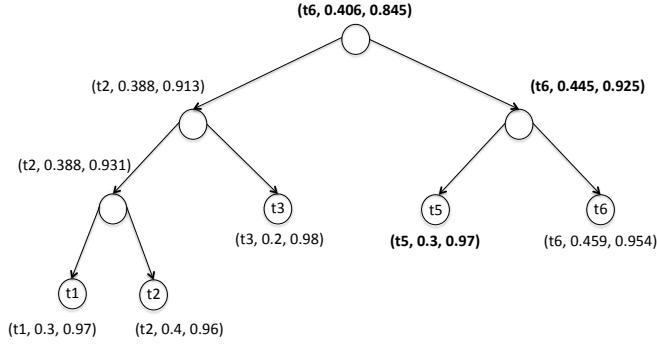 (t6, 0.406, 0.845)
(t2, 0.388, 0.913)
(t6, 0.445, 0.925)
(t2, 0.388, 0.931)
t3
t5
t6
(t3, 0.2, 0.98)
(t5, 0.3, 0.97)
(t6, 0.459, 0.954)
t1
t2
(t1, 0.3, 0.97)
(t2, 0.4, 0.96)